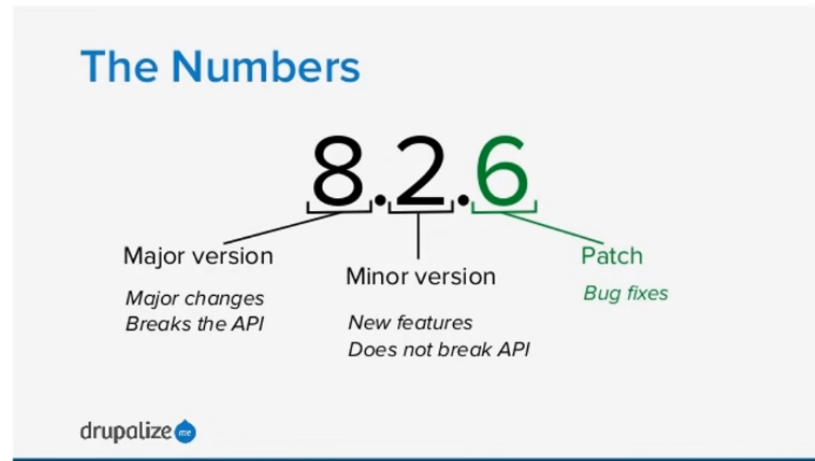 The Numbers
8.2.6
Major version
Major changes
Breaks the API
Minor version
New features
Does not break API
Patch
Bug fixes
drupalize me